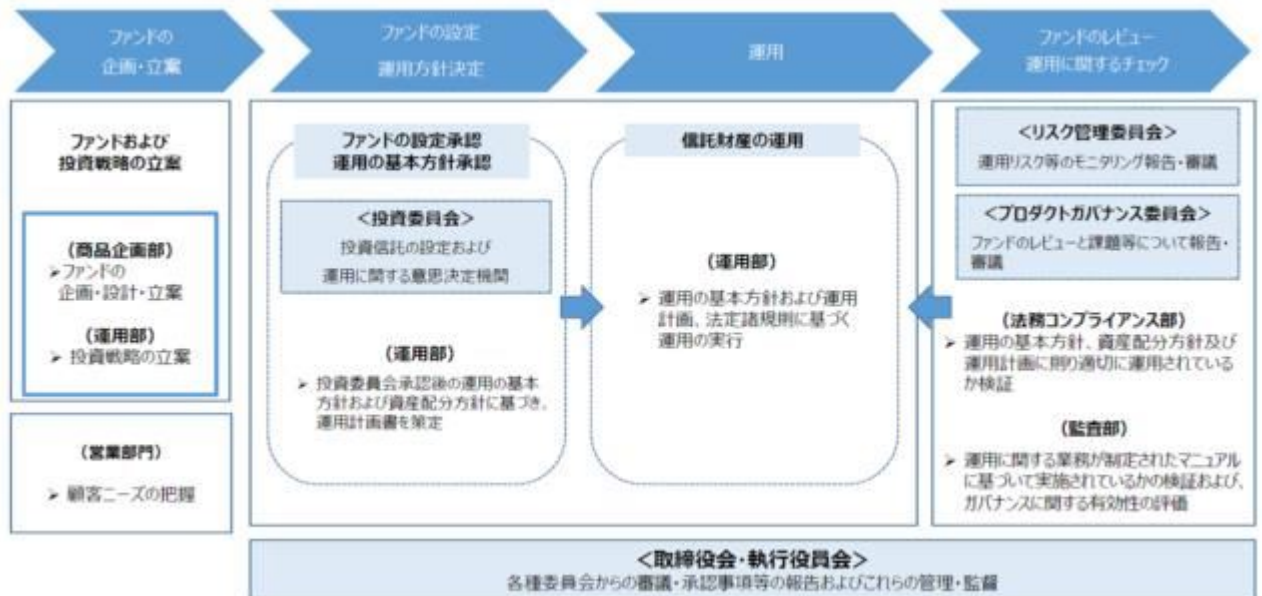 ファンドの
企画・立案
ファンドの設定
運用方針決定
運用
ファンドのレビュー
運用に関するチェック
ファンドおよび
投資戦略の立案
(商品企画部)
➢ファンドの
企画・設計・立案
(運用部)
➢ 投資戦略の立案
(営業部門)
➢ 顧客ニーズの把握
ファンドの設定承認
運用の基本方針承認
<投資委員会>
投資信託の設定および
運用に関する意思決定機関
(運用部)
➢ 投資委員会承認後の運用の基本
方針および資産配分方針に基づき、
運用計画書を策定
信託財産の運用
(運用部)
➢ 運用の基本方針および運用
計画、法定諸規則に基づく
運用の実行
<リスク管理委員会>
運用リスク等のモニタリング報告・審議
<プロダクトガバナンス委員会>
ファンドのレビューと課題等について報告・
審議
(法務コンプライアンス部)
➢ 運用の基本方針、資産配分方針及び
運用計画に則り適切に運用されている
か検証
(監査部)
➢ 運用に関する業務が制定されたマニュアル
に基づいて実施されているかの検証および、
ガバナンスに関する有効性の評価
<取締役会・執行役員会>
各種委員会からの審議・承認事項等の報告およびこれらの管理・監督